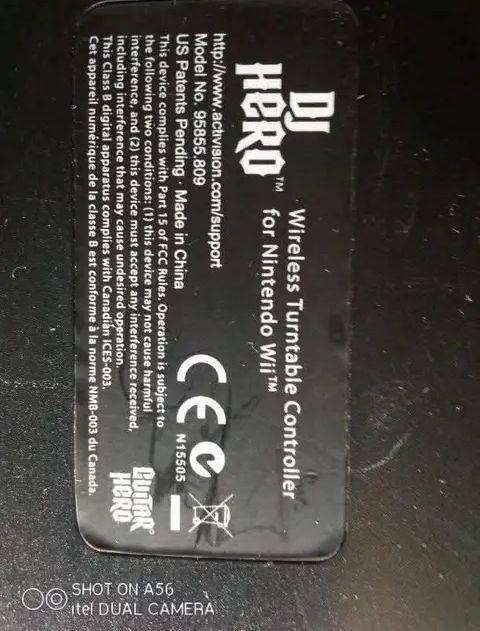 DJ
HERO™
Wireless Turntable Controller
for Nintendo Wii™
http://www.activision.com/support
Model No. 95855.809
US Patents Pending · Made in China
This device complies with Part 15 of FCC Rules. Operation is subject to
the following two conditions: (1) this device may not cause harmful
interference, and (2) this device must accept any interference received,
including interference that may cause undesired operation.
This Class B digital apparatus complies with Canadian ICES-003.
Cet appareil numérique de la classe B est conforme à la norme NMB-003 du Canada.
CE
N15505
GUITAR
HERO
SHOT ON A56
itel DUAL CAMERA